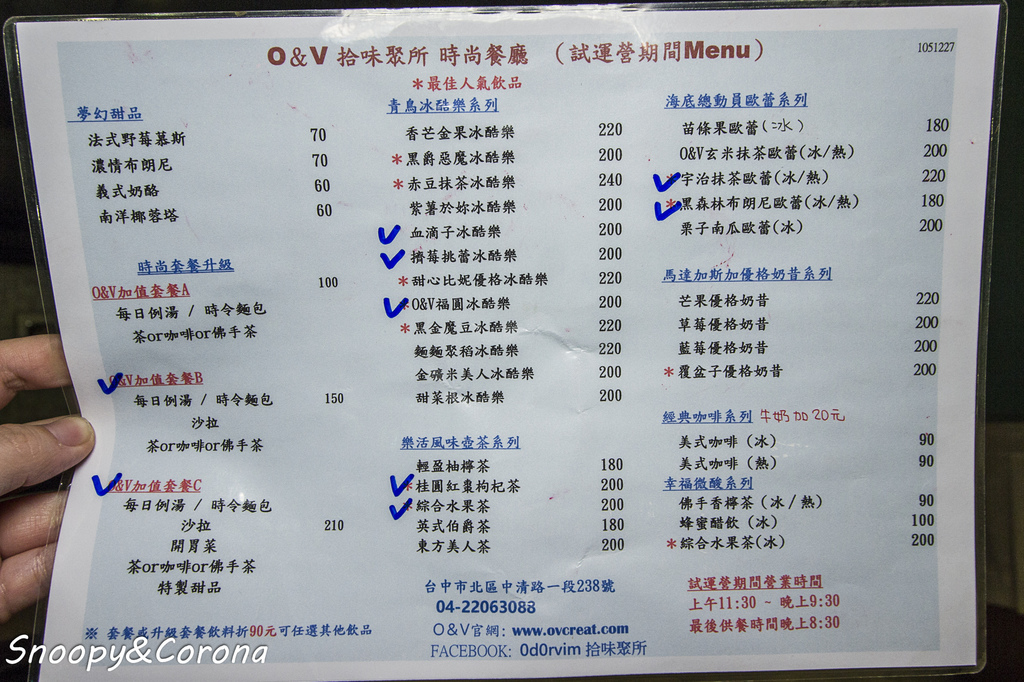 O&V 拾味聚所 時尚餐廳 (試運營期間Menu)
1051227
*最佳人氣飲品
夢幻甜品
法式野莓慕斯 70
濃情布朗尼 70
義式奶酪 60
南洋椰蓉塔 60
時尚套餐升級
O&V加值套餐A 100
每日例湯 / 時令麵包
茶or咖啡or佛手茶
O&V加值套餐B
每日例湯 / 時令麵包 150
沙拉
茶or咖啡or佛手茶
O&V加值套餐C
每日例湯 / 時令麵包
沙拉 210
開胃菜
茶or咖啡or佛手茶
特製甜品
※ 套餐或升級套餐飲料折90元可任選其他飲品
青鳥冰酷樂系列
香芒金果冰酷樂 220
*黑爵惡魔冰酷樂 200
*赤豆抹茶冰酷樂 240
紫薯於妳冰酷樂 200
血滴子冰酷樂 200
擠莓挑蕾冰酷樂 200
*甜心比妮優格冰酷樂 220
*O&V福圓冰酷樂 200
*黑金魔豆冰酷樂 220
麵麵聚稻冰酷樂 220
金礦米美人冰酷樂 200
甜菜根冰酷樂 200
樂活風味壺茶系列
輕盈柚檸茶 180
*桂圓紅棗枸杞茶 200
*綜合水果茶 200
英式伯爵茶 180
東方美人茶 200
台中市北區中清路一段238號
04-22063088
O&V官網: www.ovcreat.com
FACEBOOK: 0d0rvim 拾味聚所
海底總動員歐蕾系列
苗條果歐蕾(冰) 180
O&V玄米抹茶歐蕾(冰/熱) 200
*宇治抹茶歐蕾(冰/熱) 220
*黑森林布朗尼歐蕾(冰/熱) 180
栗子南瓜歐蕾(冰) 200
馬達加斯加優格奶昔系列
芒果優格奶昔 220
草莓優格奶昔 200
藍莓優格奶昔 200
*覆盆子優格奶昔 200
經典咖啡系列 牛奶加20元
美式咖啡 (冰) 90
美式咖啡 (熱) 90
幸福微酸系列
佛手香檸茶 (冰/熱) 90
蜂蜜醋飲 (冰) 100
*綜合水果茶(冰) 200
試運營期間營業時間
上午11:30 ~ 晚上9:30
最後供餐時間晚上8:30
Snoopy&Corona